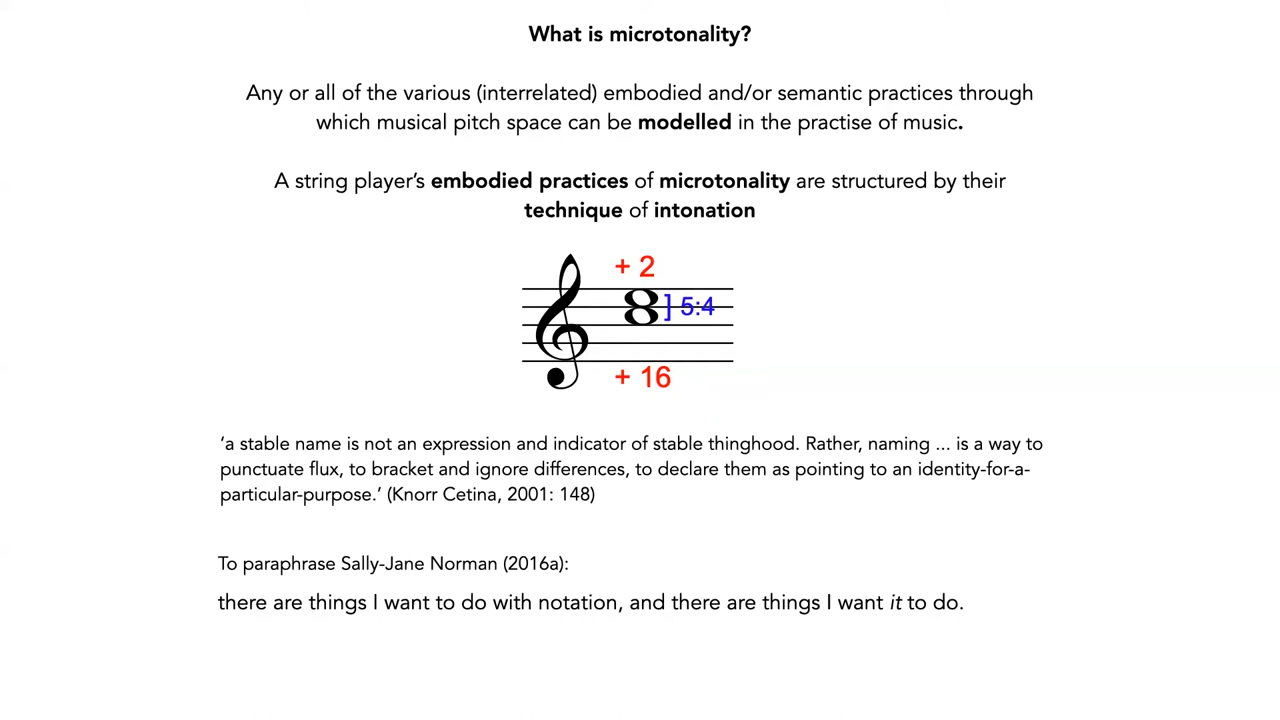 What is microtonality?
Any or all of the various (interrelated) embodied and/or semantic practices through
which musical pitch space can be modelled in the practise of music.
A string player’s embodied practices of microtonality are structured by their
technique of intonation
+ 2
] 5:4
+ 16
‘a stable name is not an expression and indicator of stable thinghood. Rather, naming ... is a way to
punctuate flux, to bracket and ignore differences, to declare them as pointing to an identity-for-a-
particular-purpose.’ (Knorr Cetina, 2001: 148)
To paraphrase Sally-Jane Norman (2016a):
there are things I want to do with notation, and there are things I want it to do.